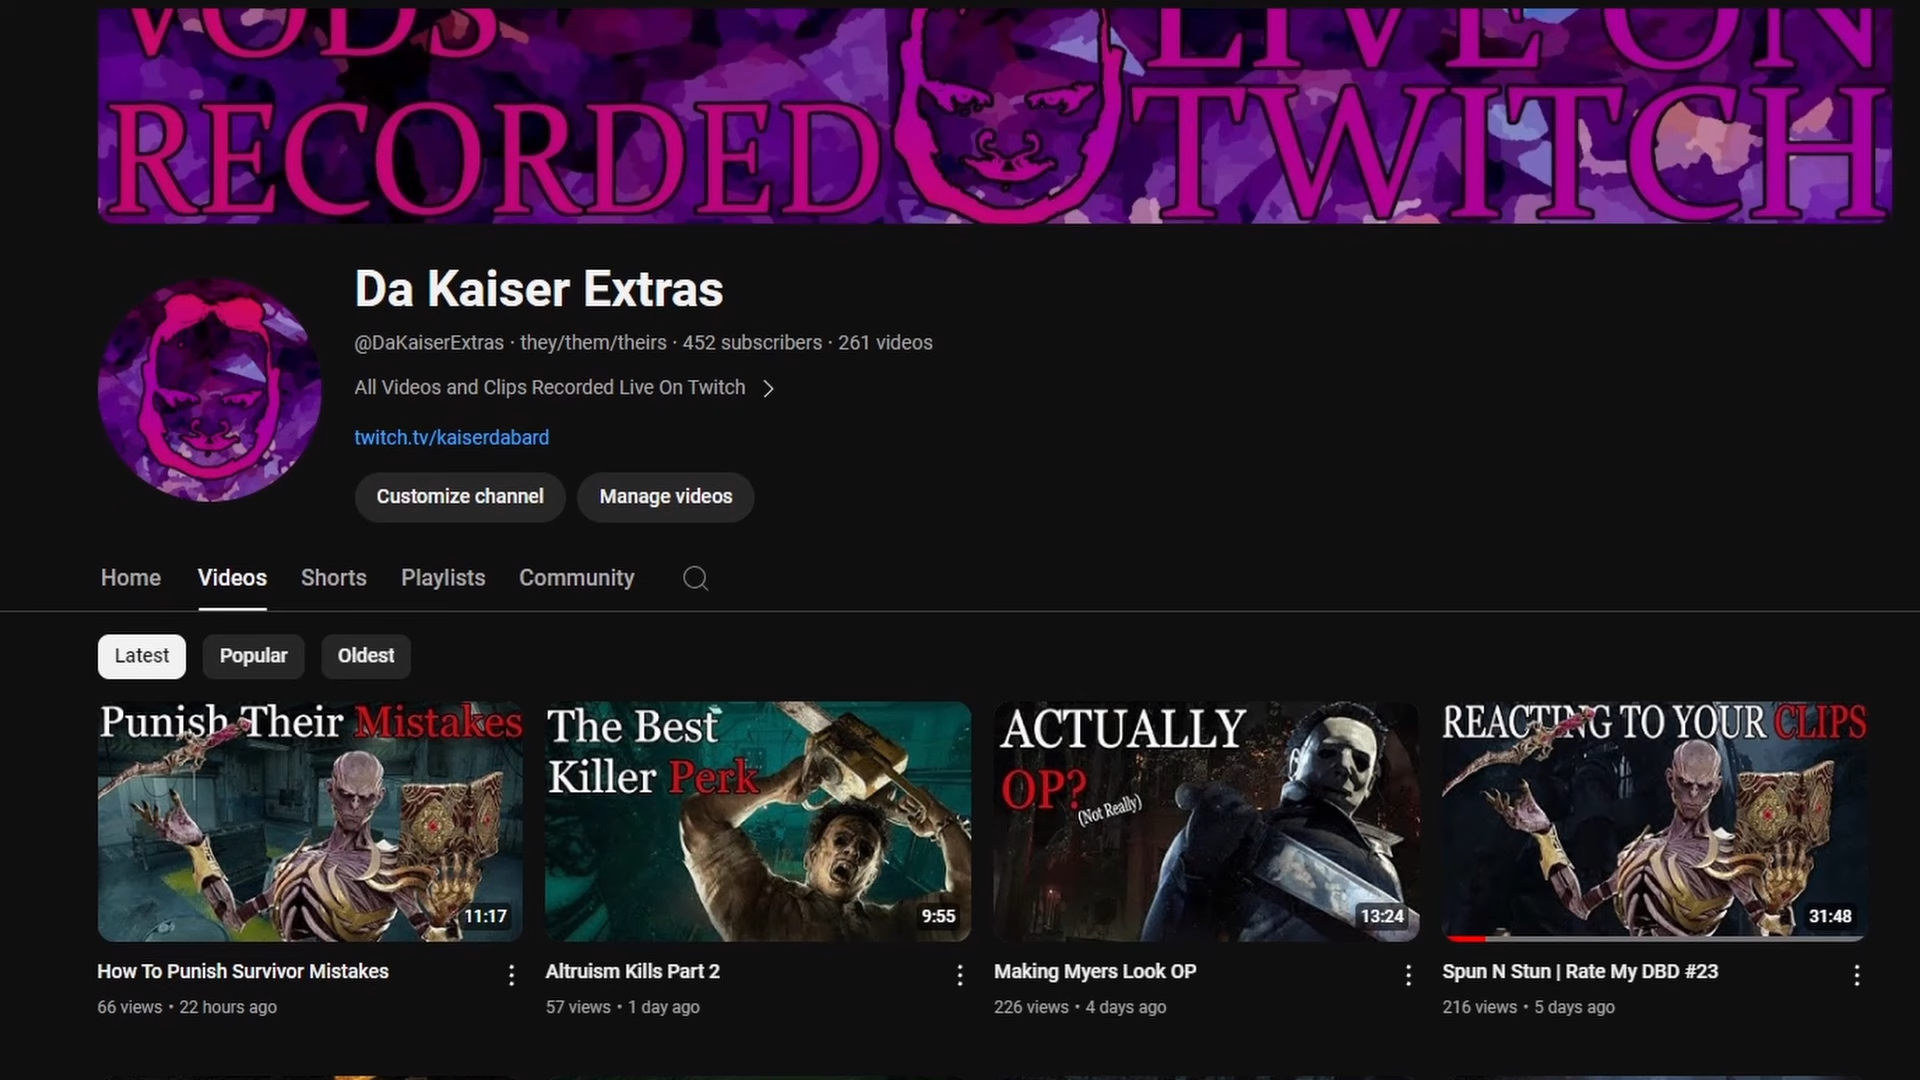 VODS
LIVE ON
RECORDED
TWITCH
Da Kaiser Extras
@DaKaiserExtras · they/them/theirs · 452 subscribers · 261 videos
All Videos and Clips Recorded Live On Twitch
twitch.tv/kaiserdabard
Customize channel
Manage videos
Home
Videos
Shorts
Playlists
Community
Latest
Popular
Oldest
Punish Their Mistakes
11:17
The Best
Killer Perk
9:55
ACTUALLY
OP?
(Not Really)
13:24
REACTING TO YOUR CLIPS
31:48
How To Punish Survivor Mistakes
66 views • 22 hours ago
Altruism Kills Part 2
57 views • 1 day ago
Making Myers Look OP
226 views • 4 days ago
Spun N Stun | Rate My DBD #23
216 views • 5 days ago